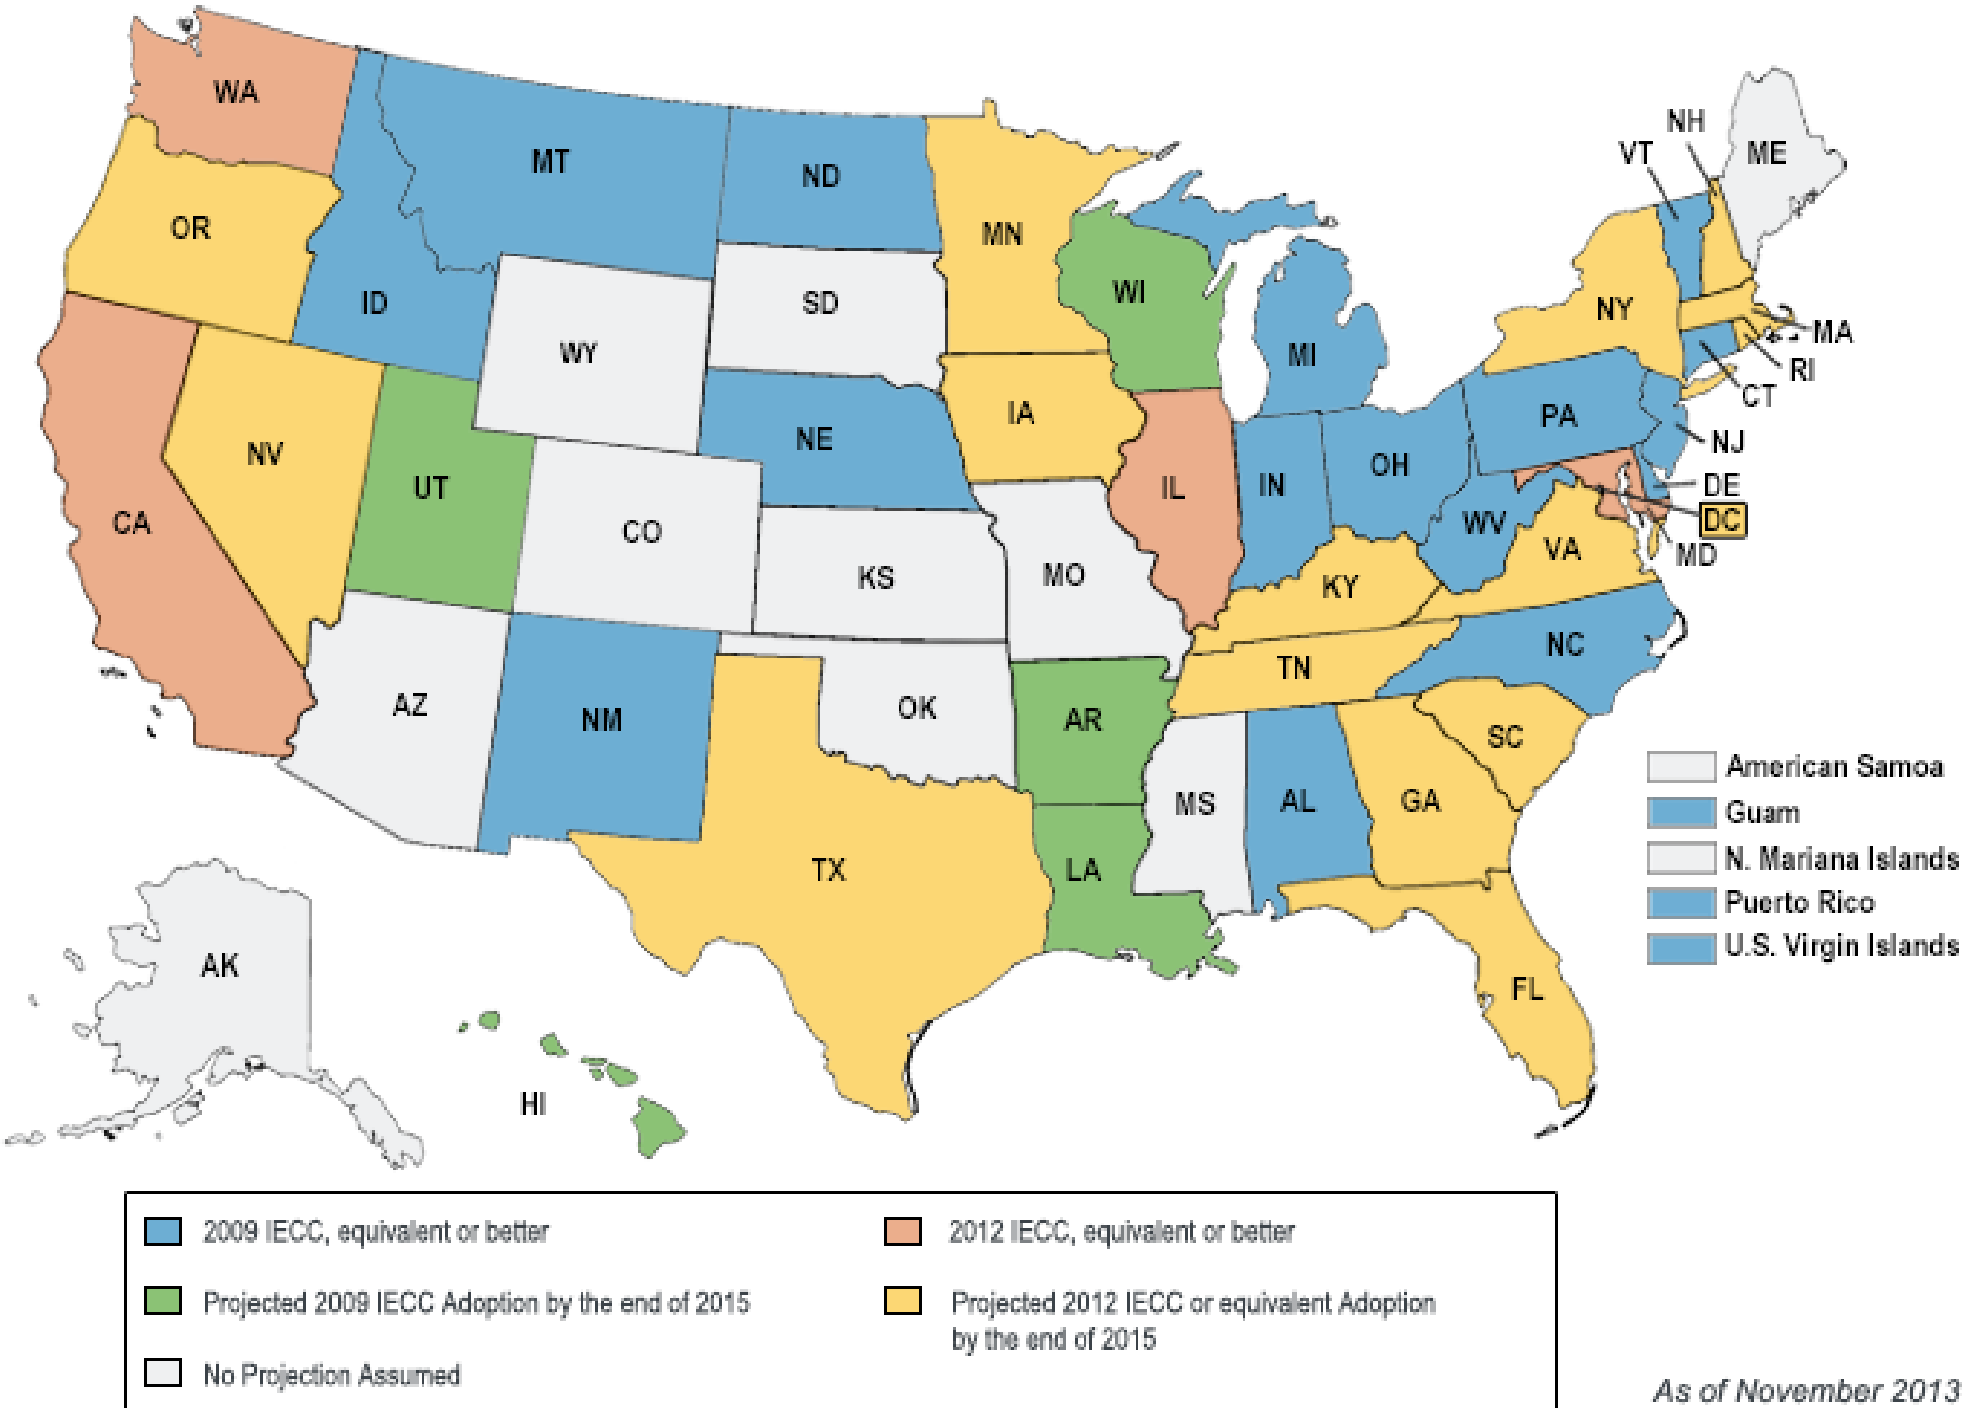 WA
MT
ND
MN
OR
ID
SD
WI
WY
MI
NH
VT
ME
NY
MA
RI
CT
NV
UT
NE
IA
PA
NJ
CA
CO
IL
IN
OH
DE
DC
WV
MD
VA
KS
MO
KY
NC
TN
AZ
NM
OK
AR
SC
MS
AL
GA
TX
LA
FL
AK
HI
American Samoa
Guam
N. Mariana Islands
Puerto Rico
U.S. Virgin Islands
2009 IECC, equivalent or better
2012 IECC, equivalent or better
Projected 2009 IECC Adoption by the end of 2015
Projected 2012 IECC or equivalent Adoption
by the end of 2015
No Projection Assumed
As of November 2013